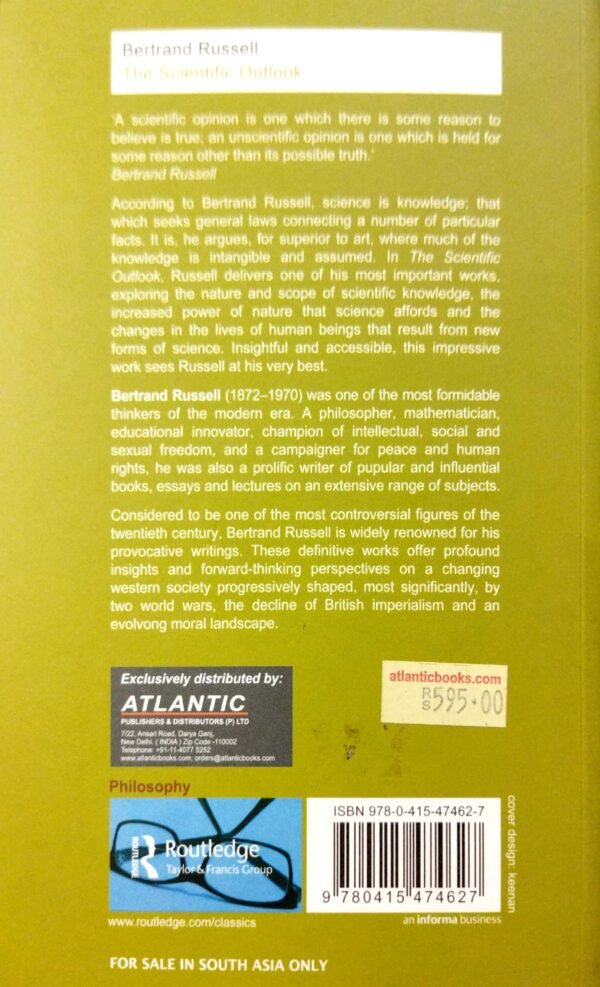 Bertrand Russell
The Scientific Outlook
'A scientific opinion is one which there is some reason to
believe is true; an unscientific opinion is one which is held for
some reason other than its possible truth.'
Bertrand Russell
According to Bertrand Russell, science is knowledge; that
which seeks general laws connecting a number of particular
facts. It is, he argues, for superior to art, where much of the
knowledge is intangible and assumed. In The Scientific
Outlook, Russell delivers one of his most important works,
exploring the nature and scope of scientific knowledge, the
increased power of nature that science affords and the
changes in the lives of human beings that result from new
forms of science. Insightful and accessible, this impressive
work sees Russell at his very best.
Bertrand Russell (1872–1970) was one of the most formidable
thinkers of the modern era. A philosopher, mathematician,
educational innovator, champion of intellectual, social and
sexual freedom, and a campaigner for peace and human
rights, he was also a prolific writer of pupular and influential
books, essays and lectures on an extensive range of subjects.
Considered to be one of the most controversial figures of the
twentieth century, Bertrand Russell is widely renowned for his
provocative writings. These definitive works offer profound
insights and forward-thinking perspectives on a changing
western society progressively shaped, most significantly, by
two world wars, the decline of British imperialism and an
evolvong moral landscape.
Exclusively distributed by:
ATLANTIC
PUBLISHERS & DISTRIBUTORS (P) LTD
7/22, Ansari Road, Darya Ganj,
New Delhi. ( INDIA ) Zip Code -110002
Telephone: +91-11-4077 5252
www.atlanticbooks.com; orders@atlanticbooks.com
atlanticbooks.com
RS595.00
Philosophy
ROUTLEDGE
Routledge
Taylor & Francis Group
www.routledge.com/classics
ISBN 978-0-415-47462-7
9 780415 474627
an informa business
cover design: keenan
FOR SALE IN SOUTH ASIA ONLY